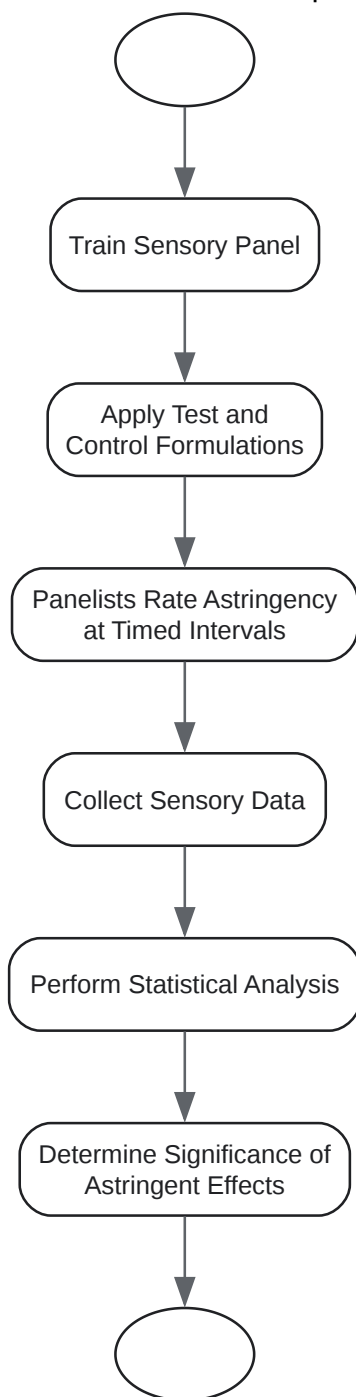 Train Sensory Panel
Apply Test and
Control Formulations
Panelists Rate Astringency
at Timed Intervals
Collect Sensory Data
Perform Statistical Analysis
Determine Significance of
Astringent Effects